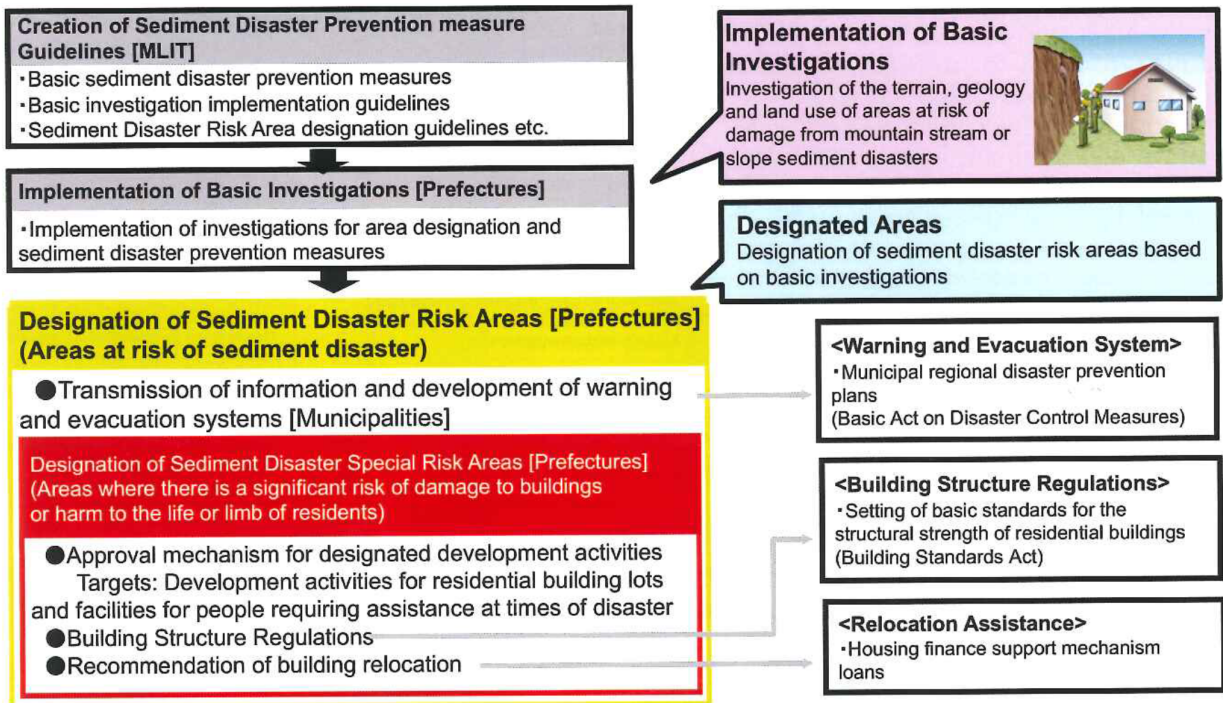 Creation of Sediment Disaster Prevention measure
Guidelines [MLIT]
・Basic sediment disaster prevention measures
・Basic investigation implementation guidelines
・Sediment Disaster Risk Area designation guidelines etc.
Implementation of Basic Investigations [Prefectures]
・Implementation of investigations for area designation and
sediment disaster prevention measures
Implementation of Basic
Investigations
Investigation of the terrain, geology
and land use of areas at risk of
damage from mountain stream or
slope sediment disasters
Designated Areas
Designation of sediment disaster risk areas based
on basic investigations
Designation of Sediment Disaster Risk Areas [Prefectures]
(Areas at risk of sediment disaster)
●Transmission of information and development of warning
and evacuation systems [Municipalities]
Designation of Sediment Disaster Special Risk Areas [Prefectures]
(Areas where there is a significant risk of damage to buildings
or harm to the life or limb of residents)
●Approval mechanism for designated development activities
Targets: Development activities for residential building lots
and facilities for people requiring assistance at times of disaster
●Building Structure Regulations
●Recommendation of building relocation
<Warning and Evacuation System>
・Municipal regional disaster prevention
plans
(Basic Act on Disaster Control Measures)
<Building Structure Regulations>
・Setting of basic standards for the
structural strength of residential buildings
(Building Standards Act)
<Relocation Assistance>
・Housing finance support mechanism
loans